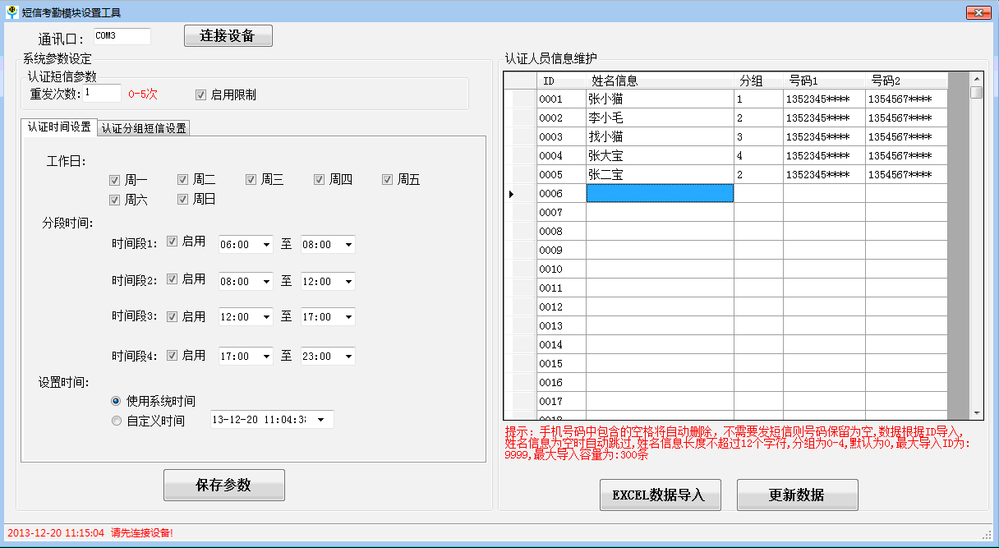 短信考勤模块设置工具
通讯口: COM3 连接设备
系统参数设定
认证短信参数
重发次数: 1 0-5次 启用限制
认证时间设置 认证分组短信设置
工作日:
周一 周二 周三 周四 周五
周六 周日
分段时间:
时间段1: 启用 06:00 至 08:00
时间段2: 启用 08:00 至 12:00
时间段3: 启用 12:00 至 17:00
时间段4: 启用 17:00 至 23:00
设置时间:
使用系统时间
自定义时间 13-12-20 11:04:3
保存参数
认证人员信息维护
ID 姓名信息 分组 号码1 号码2
0001 张小猫 1 1352345**** 1354567****
0002 李小毛 2 1352345**** 1354567****
0003 找小猫 3 1352345**** 1354567****
0004 张大宝 4 1352345**** 1354567****
0005 张二宝 2 1352345**** 1354567****
0006
0007
0008
0009
0010
0011
0012
0013
0014
0015
0016
0017
0018
提示: 手机号码中包含的空格将自动删除, 不需要发短信则号码保留为空,数据根据ID导入,
姓名信息为空时自动跳过,姓名信息长度不超过12个字符,分组为0-4,默认为0,最大导入ID为:
9999,最大导入容量为:300条
EXCEL数据导入 更新数据
2013-12-20 11:15:04 请先连接设备!